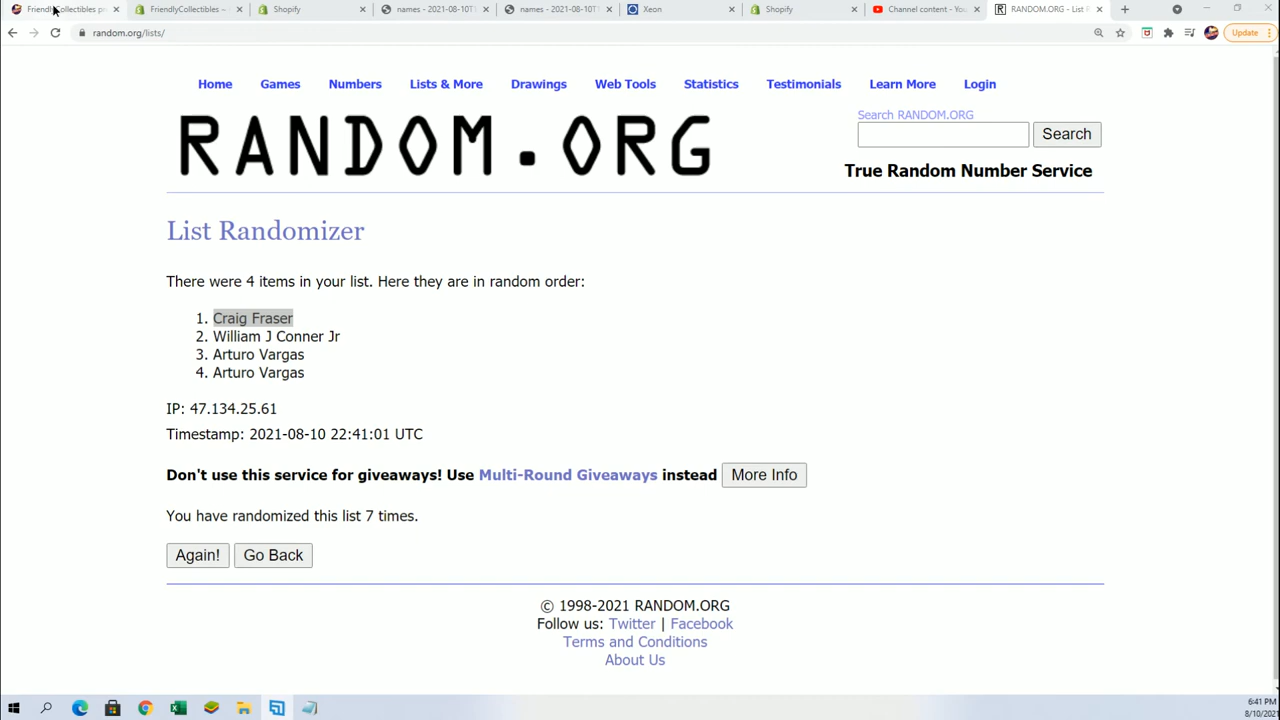 FriendlyCollectibles pr
FriendlyCollectibles ~
Shopify
names - 2021-08-10T1
names - 2021-08-10T1
Xeon
Shopify
Channel content - You
RANDOM.ORG - List R
random.org/lists/
Update
Home Games Numbers Lists & More Drawings Web Tools Statistics Testimonials Learn More Login
RANDOM.ORG
Search RANDOM.ORG
Search
True Random Number Service
List Randomizer
There were 4 items in your list. Here they are in random order:
1. Craig Fraser
2. William J Conner Jr
3. Arturo Vargas
4. Arturo Vargas
IP: 47.134.25.61
Timestamp: 2021-08-10 22:41:01 UTC
Don't use this service for giveaways! Use Multi-Round Giveaways instead More Info
You have randomized this list 7 times.
Again! Go Back
© 1998-2021 RANDOM.ORG
Follow us: Twitter | Facebook
Terms and Conditions
About Us
6:41 PM
8/10/2021